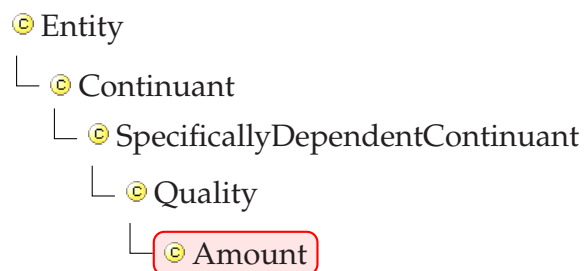 C Entity
C Continuant
C SpecificallyDependentContinuant
C Quality
C Amount